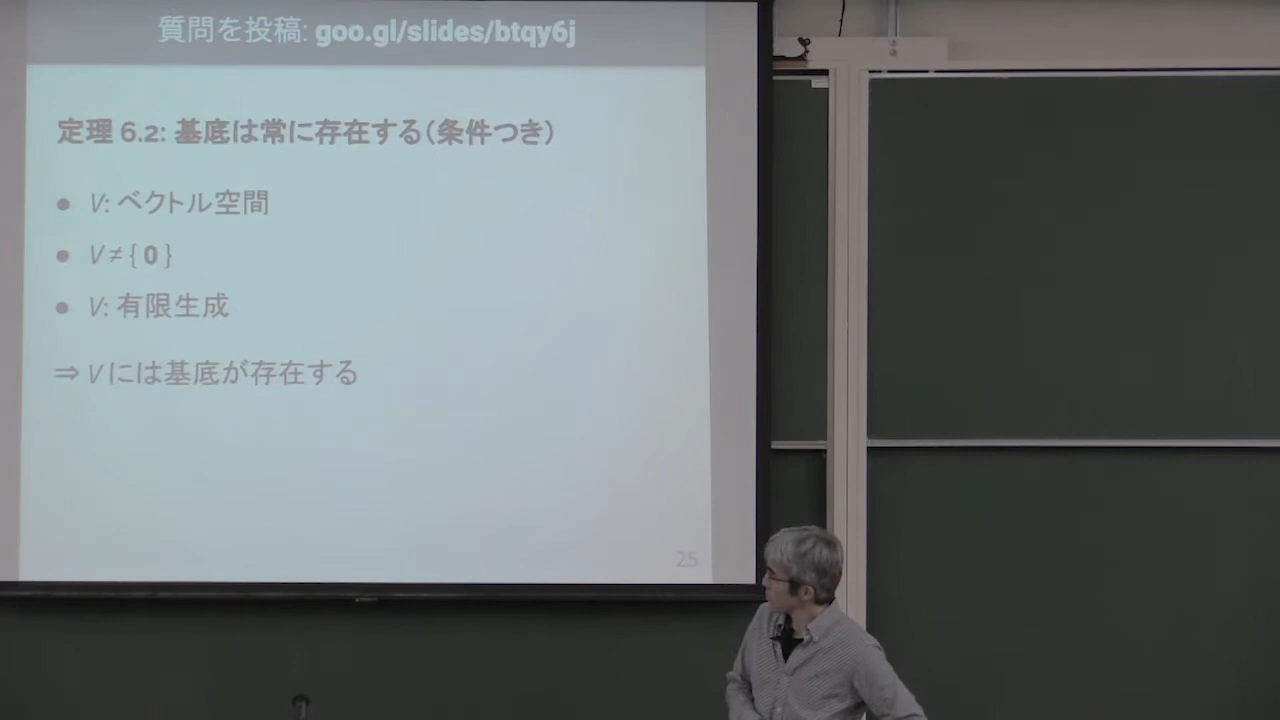 質問を投稿: goo.gl/slides/btqy6j
定理 6.2: 基底は常に存在する(条件つき)
● V: ベクトル空間
● V ≠ { 0 }
● V: 有限生成
⇒ V には基底が存在する
25